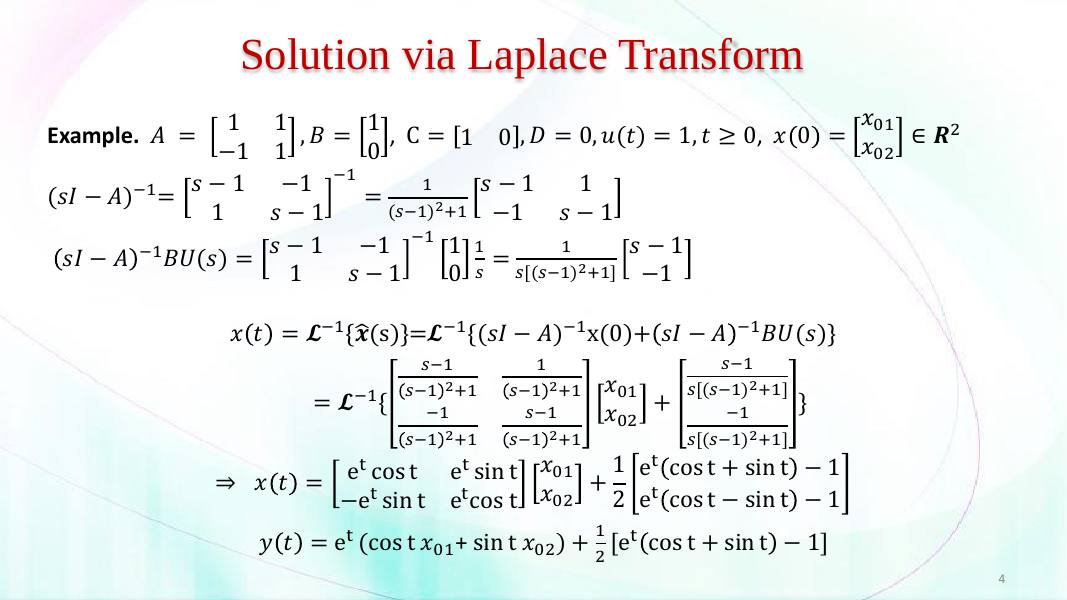 Solution via Laplace Transform
Example. 𝐴 = [1 1; −1 1], 𝐵 = [1; 0], C = [1 0], 𝐷 = 0, 𝑢(𝑡) = 1, 𝑡 ≥ 0, 𝑥(0) = [𝑥₀₁; 𝑥₀₂] ∈ 𝑹²
(𝑠𝐼 − 𝐴)⁻¹= [𝑠 − 1 −1; 1 𝑠 − 1]⁻¹ = 1/((𝑠−1)²+1) [𝑠 − 1 1; −1 𝑠 − 1]
(𝑠𝐼 − 𝐴)⁻¹𝐵𝑈(𝑠) = [𝑠 − 1 −1; 1 𝑠 − 1]⁻¹ [1; 0] 1/𝑠 = 1/(𝑠[(𝑠−1)²+1]) [𝑠 − 1; −1]
𝑥(𝑡) = 𝓛⁻¹{𝒙̂(s)}=𝓛⁻¹{(𝑠𝐼 − 𝐴)⁻¹x(0)+(𝑠𝐼 − 𝐴)⁻¹𝐵𝑈(𝑠)}
= 𝓛⁻¹{[(𝑠−1)/((𝑠−1)²+1) 1/((𝑠−1)²+1); −1/((𝑠−1)²+1) (𝑠−1)/((𝑠−1)²+1)] [𝑥₀₁; 𝑥₀₂] + [(𝑠−1)/(𝑠[(𝑠−1)²+1]); −1/(𝑠[(𝑠−1)²+1])]}
⇒ 𝑥(𝑡) = [eᵗ cos t eᵗ sin t; −eᵗ sin t eᵗcos t] [𝑥₀₁; 𝑥₀₂] + 1/2 [eᵗ(cos t + sin t) − 1; eᵗ(cos t − sin t) − 1]
𝑦(𝑡) = eᵗ (cos t 𝑥₀₁+ sin t 𝑥₀₂) + 1/2 [eᵗ(cos t + sin t) − 1]
4